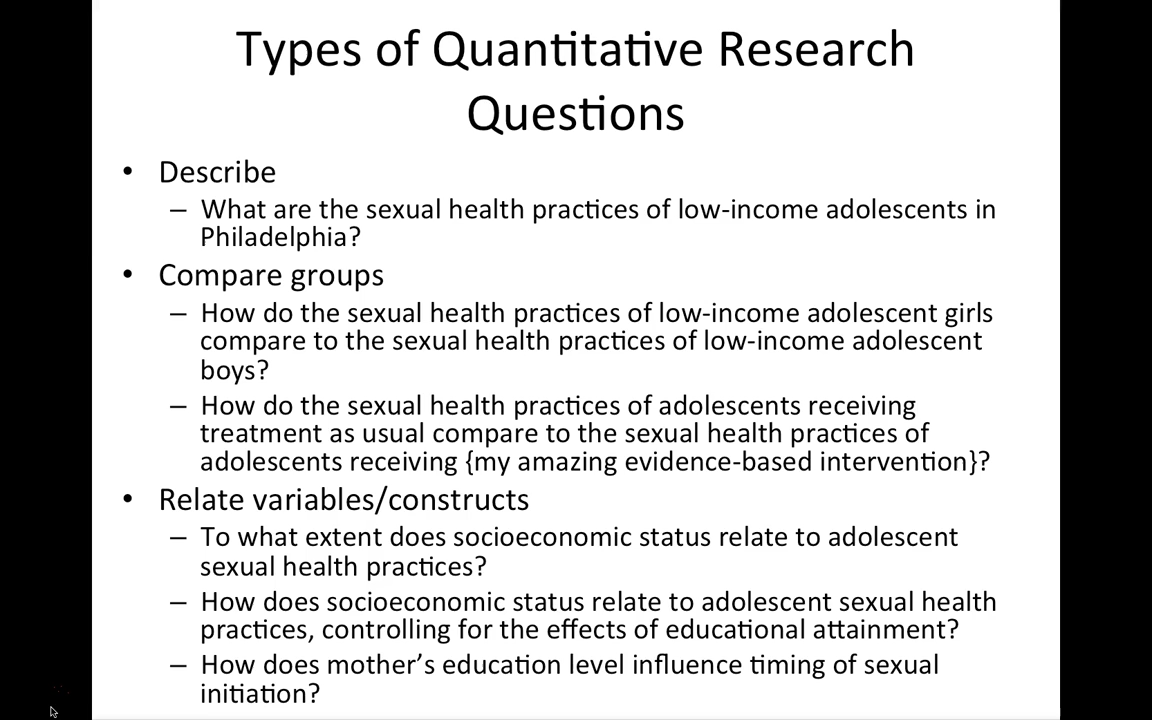 Types of Quantitative Research
Questions
• Describe
– What are the sexual health practices of low-income adolescents in
Philadelphia?
• Compare groups
– How do the sexual health practices of low-income adolescent girls
compare to the sexual health practices of low-income adolescent
boys?
– How do the sexual health practices of adolescents receiving
treatment as usual compare to the sexual health practices of
adolescents receiving {my amazing evidence-based intervention}?
• Relate variables/constructs
– To what extent does socioeconomic status relate to adolescent
sexual health practices?
– How does socioeconomic status relate to adolescent sexual health
practices, controlling for the effects of educational attainment?
– How does mother’s education level influence timing of sexual
initiation?